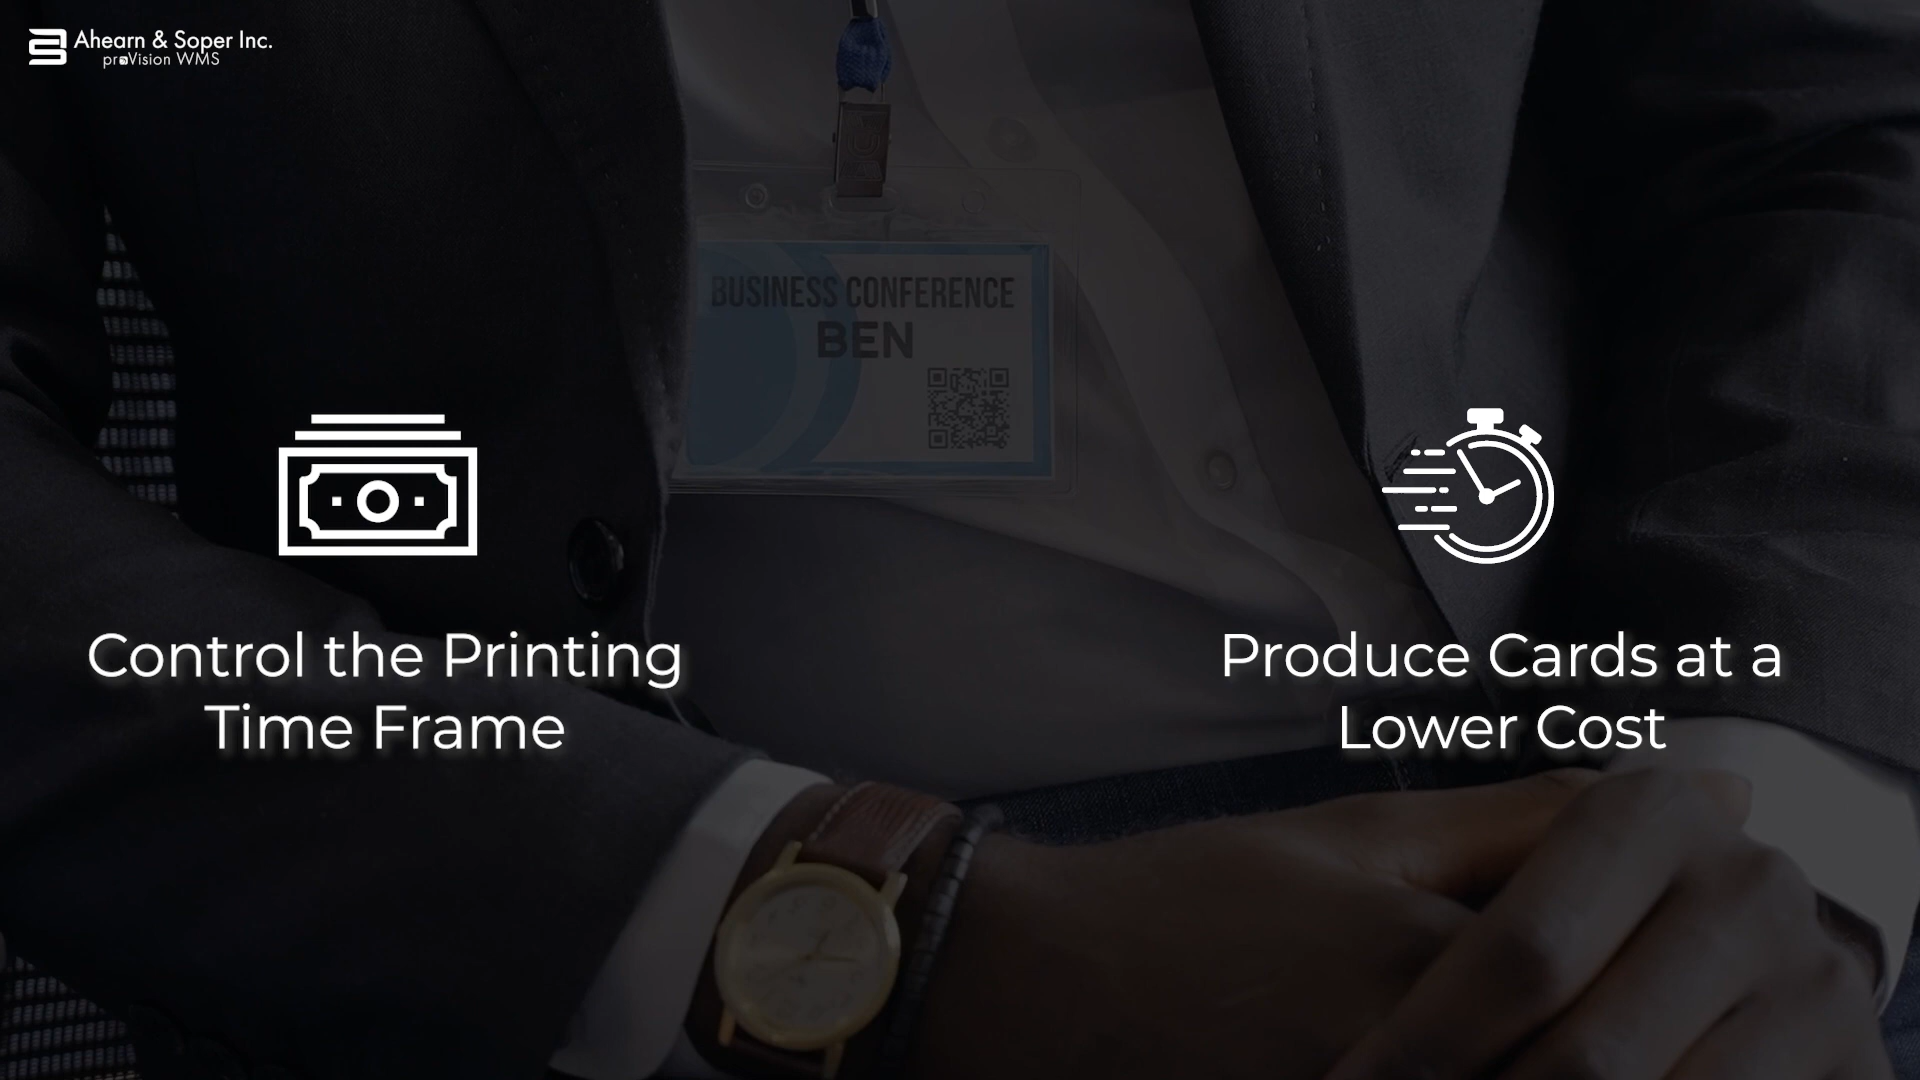 Ahearn & Soper Inc.
proVision WMS
BUSINESS CONFERENCE
BEN
Control the Printing
Time Frame
Produce Cards at a
Lower Cost